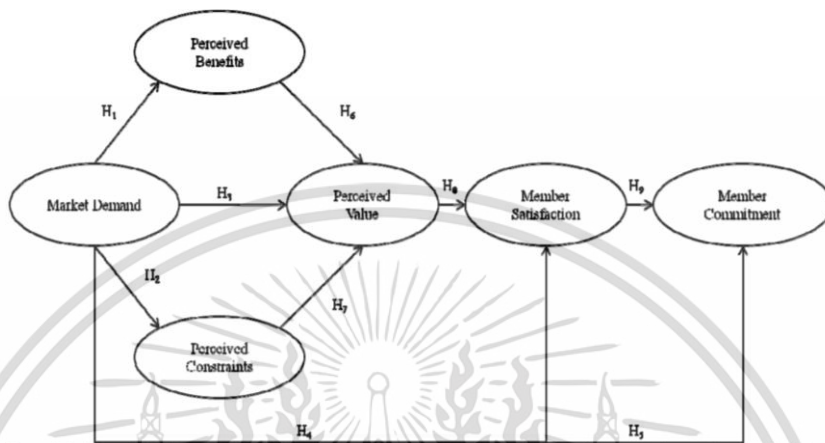 Perceived
Benefits
H₁
H₆
Market Demand
H₃
Perceived
Value
H₈
Member
Satisfaction
H₉
Member
Commitment
H₂
H₇
Perceived
Constraints
H₄
H₅